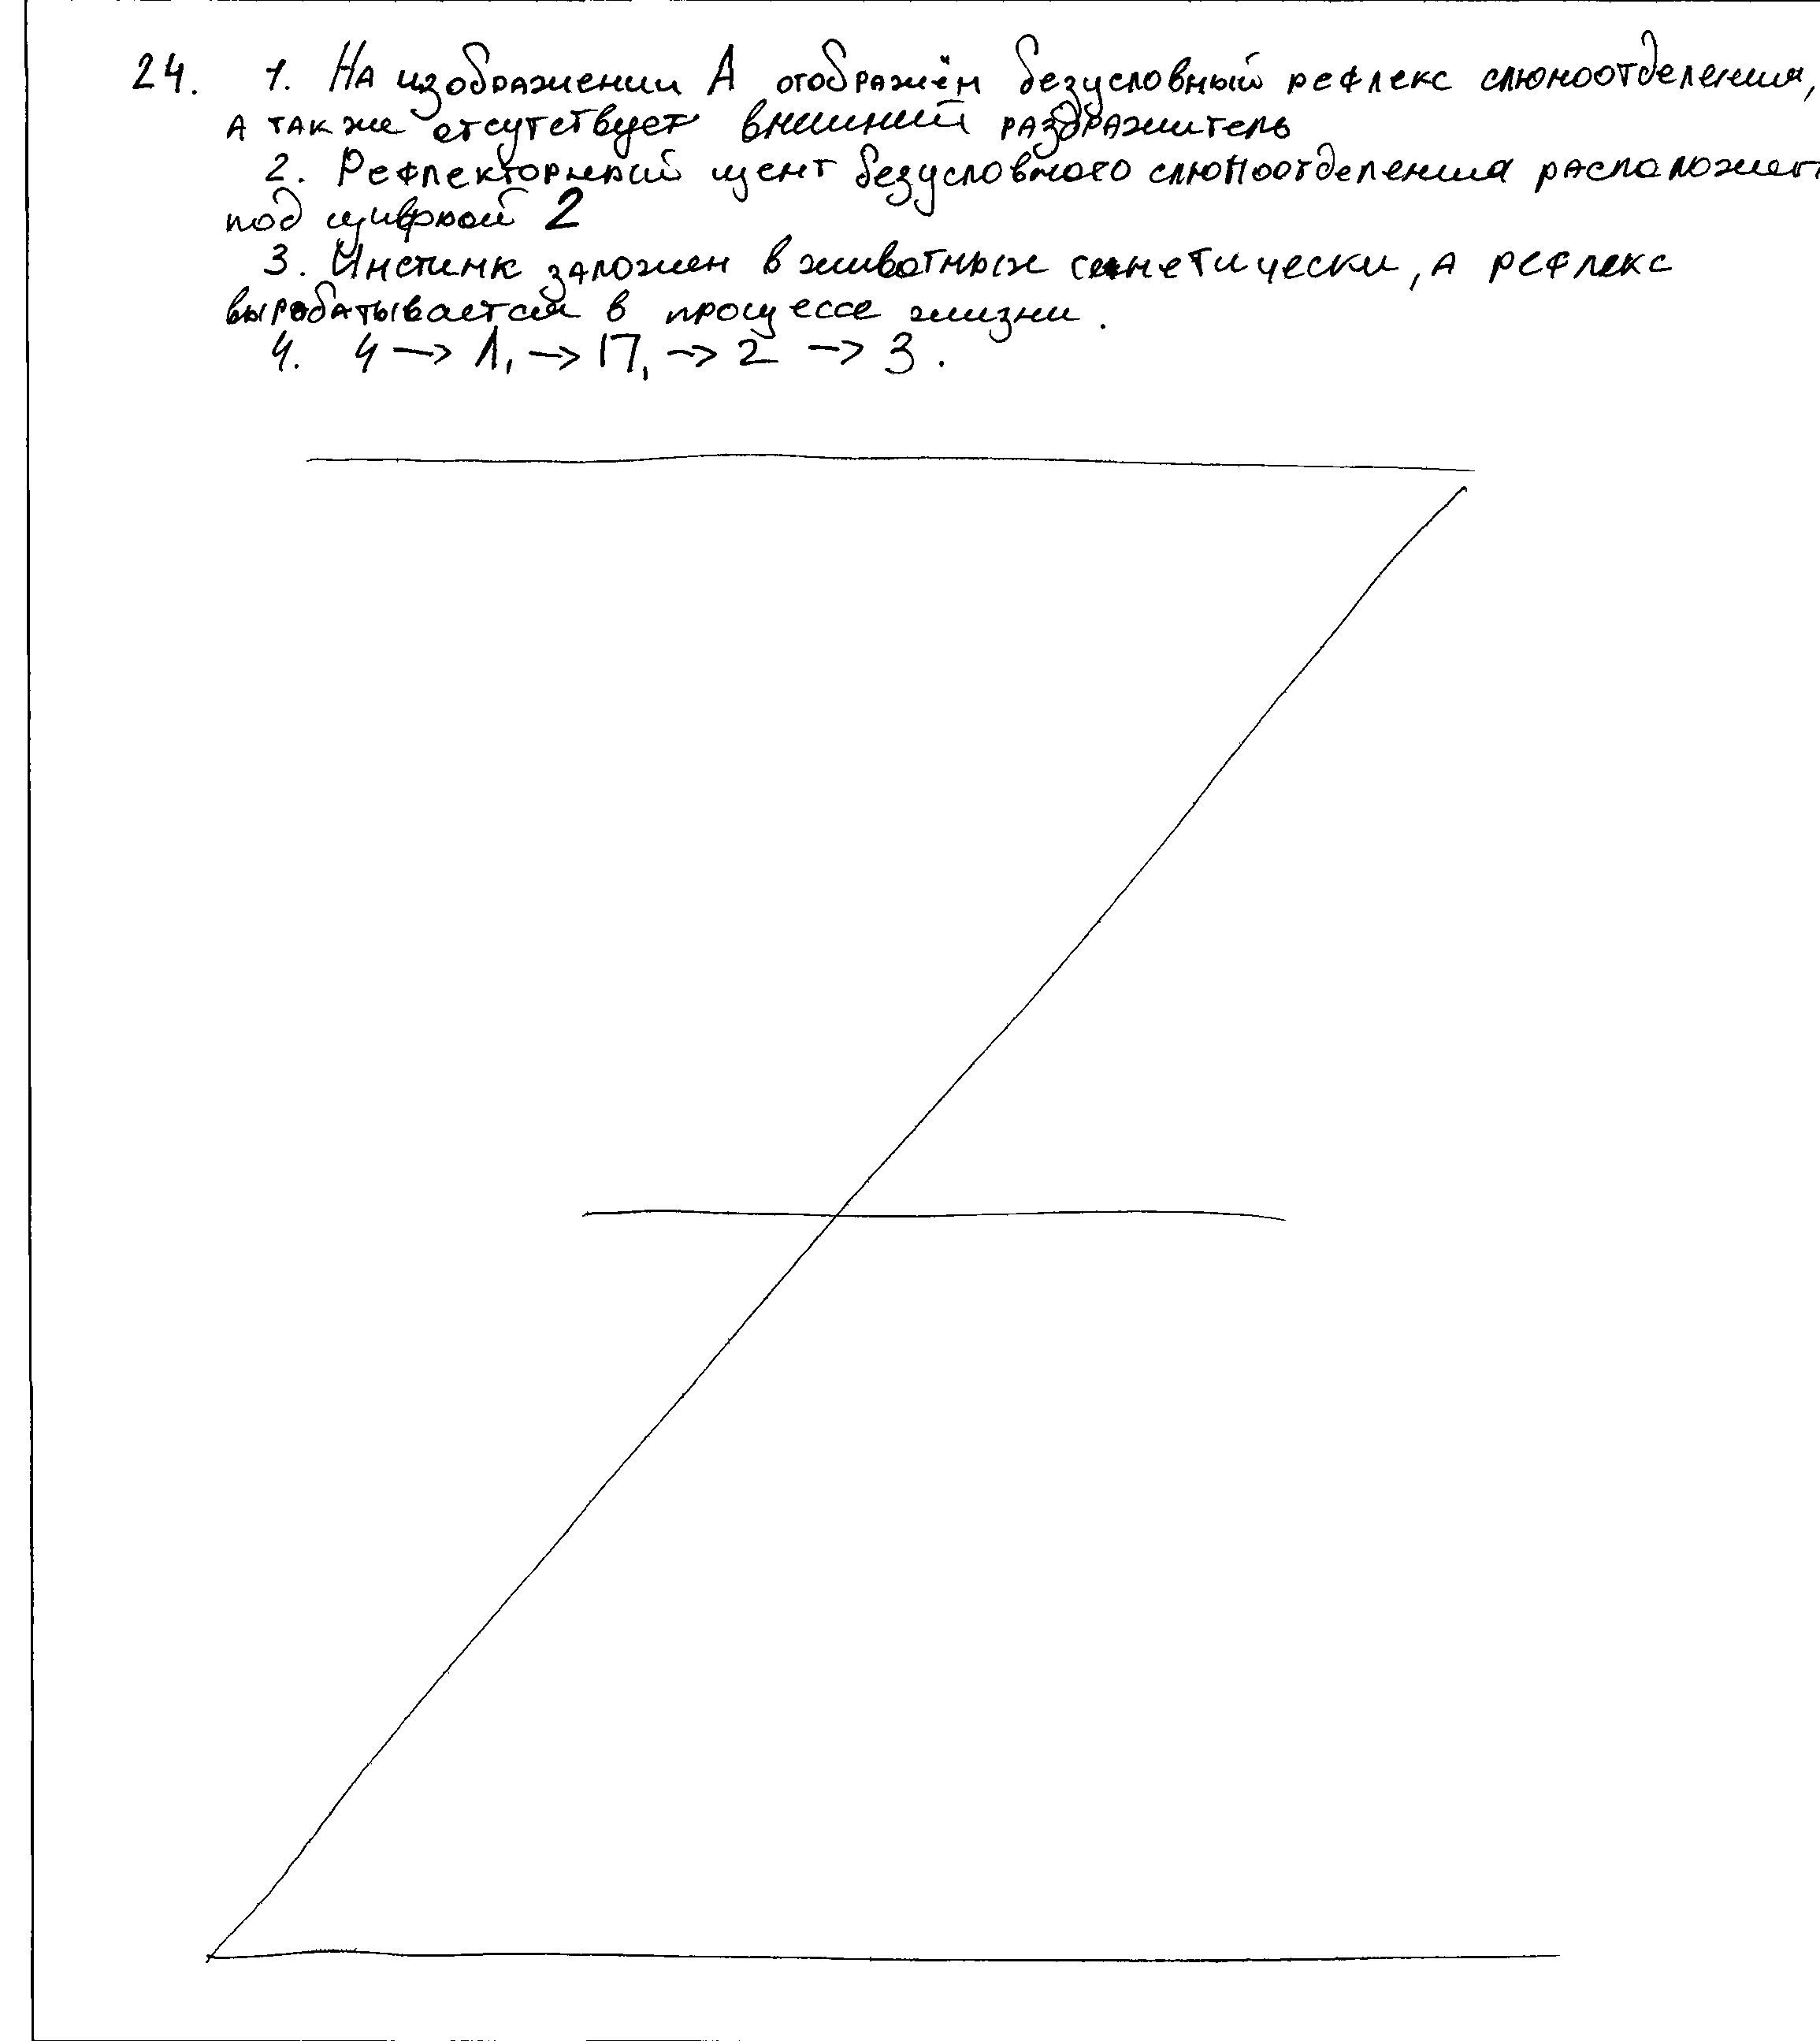 24. 1. На изображении А отображён безусловный рефлекс слюноотделения,
а также отсутствует внешний раздражитель
2. Рефлекторный цент безусловного слюноотделения расположен
под цифрой 2
3. Инстинк заложен в животных генетически, а рефлекс
вырабатывается в процессе жизни.
4. 4 → 1, → П, → 2 → 3.